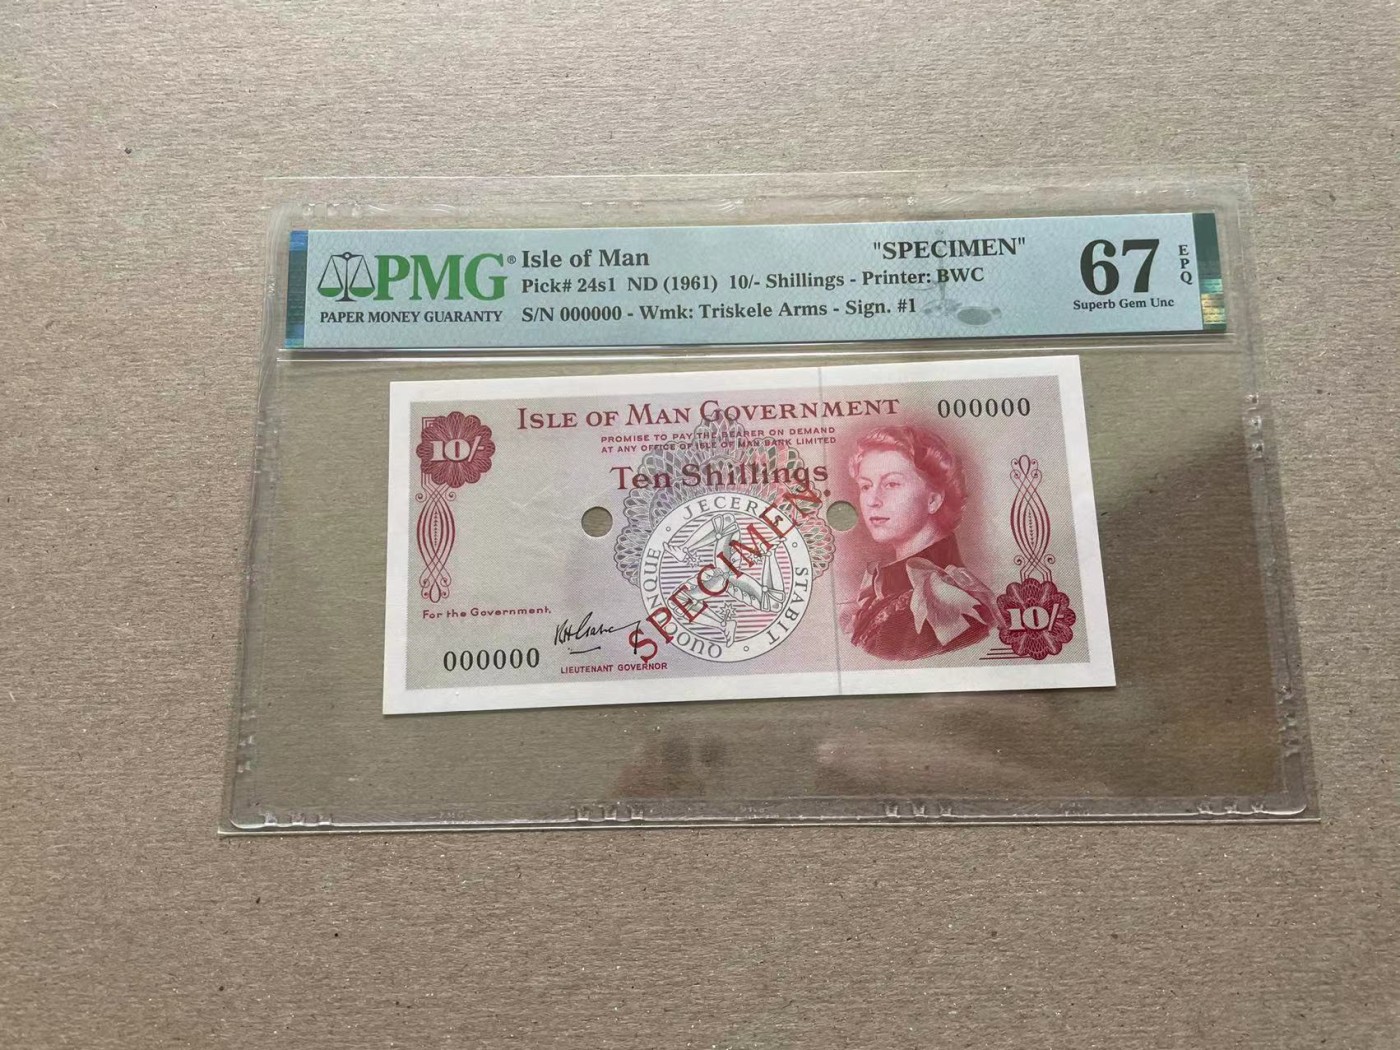 PMG®
PAPER MONEY GUARANTY
Isle of Man "SPECIMEN"
Pick# 24s1 ND (1961) 10/- Shillings - Printer: BWC
S/N 000000 - Wmk: Triskele Arms - Sign. #1
67
EPQ
Superb Gem Unc
ISLE OF MAN GOVERNMENT
000000
10/-
PROMISE TO PAY THE BEARER ON DEMAND
AT ANY OFFICE OF ISLE OF MAN BANK LIMITED
Ten Shillings
SPECIMEN.
QUOCUNQUE · JECERIS · STABIT
For the Government.
000000
LIEUTENANT GOVERNOR
10/-